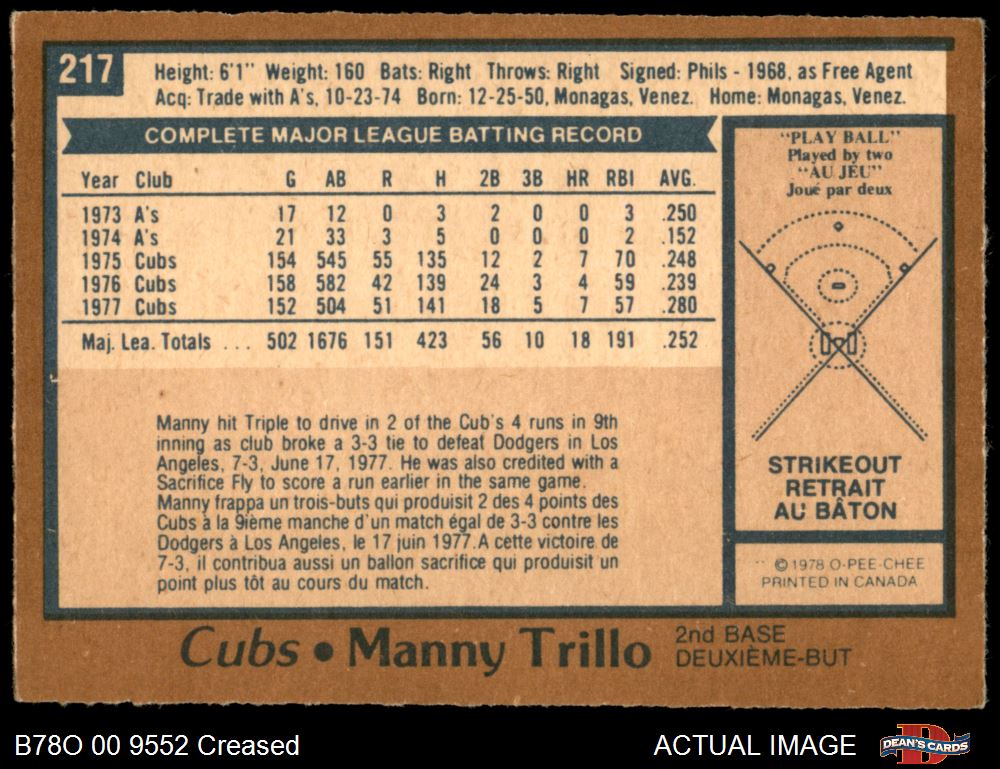 217
Height: 6'1" Weight: 160 Bats: Right Throws: Right Signed: Phils - 1968, as Free Agent
Acq: Trade with A's, 10-23-74 Born: 12-25-50, Monagas, Venez. Home: Monagas, Venez.
COMPLETE MAJOR LEAGUE BATTING RECORD
Year Club G AB R H 2B 3B HR RBI AVG.
1973 A's 17 12 0 3 2 0 0 3 .250
1974 A's 21 33 3 5 0 0 0 2 .152
1975 Cubs 154 545 55 135 12 2 7 70 .248
1976 Cubs 158 582 42 139 24 3 4 59 .239
1977 Cubs 152 504 51 141 18 5 7 57 .280
Maj. Lea. Totals ... 502 1676 151 423 56 10 18 191 .252
Manny hit Triple to drive in 2 of the Cub's 4 runs in 9th
inning as club broke a 3-3 tie to defeat Dodgers in Los
Angeles, 7-3, June 17, 1977. He was also credited with a
Sacrifice Fly to score a run earlier in the same game.
Manny frappa un trois-buts qui produisit 2 des 4 points des
Cubs à la 9ième manche d'un match égal de 3-3 contre les
Dodgers à Los Angeles, le 17 juin 1977.A cette victoire de
7-3, il contribua aussi un ballon sacrifice qui produisit un
point plus tôt au cours du match.
"PLAY BALL"
Played by two
"AU JEU"
Joué par deux
STRIKEOUT
RETRAIT
AU BÂTON
©1978 O-PEE-CHEE
PRINTED IN CANADA
Cubs • Manny Trillo 2nd BASE
DEUXIÈME-BUT
B78O 00 9552 Creased
ACTUAL IMAGE
DEAN'S CARDS